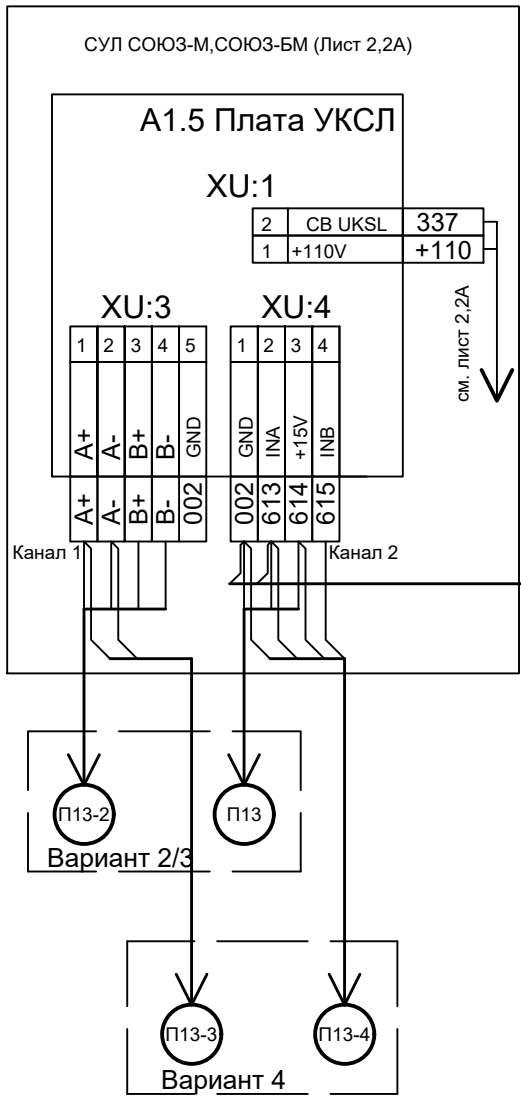 СУЛ СОЮЗ-М,СОЮЗ-БМ (Лист 2,2А)
А1.5 Плата УКСЛ
XU:1
2 CB UKSL 337
1 +110V +110
см. лист 2,2А
XU:3 XU:4
1 2 3 4 5 1 2 3 4
A+ A- B+ B- GND GND INA +15V INB
A+ A- B+ B- 002 002 613 614 615
Канал 1 Канал 2
П13-2 П13
Вариант 2/3
П13-3 П13-4
Вариант 4